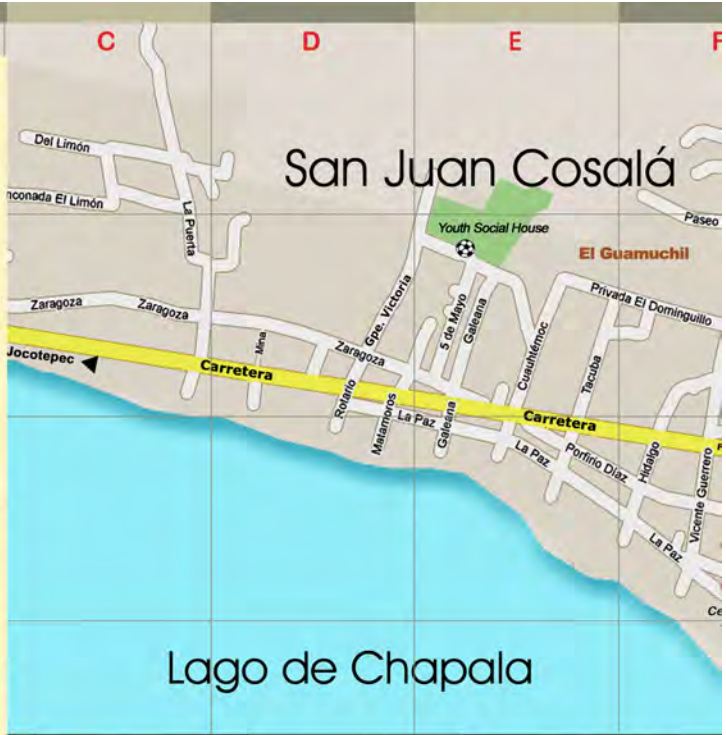 C
D
E
F
Del Limón
San Juan Cosalá
nconada El Limón
La Puerta
Paseo
Youth Social House
El Guamuchil
Gpe. Victoria
Privada El Dominguillo
Zaragoza
Zaragoza
5 de Mayo
Galeana
Cuauhtémoc
Mina
Zaragoza
Jocotepec
Carretera
Tacuba
Rotario
Matamoros
La Paz
Galeana
Carretera
La Paz
Porfirio Díaz
Hidalgo
Vicente Guerrero
La Paz
Ce
Lago de Chapala